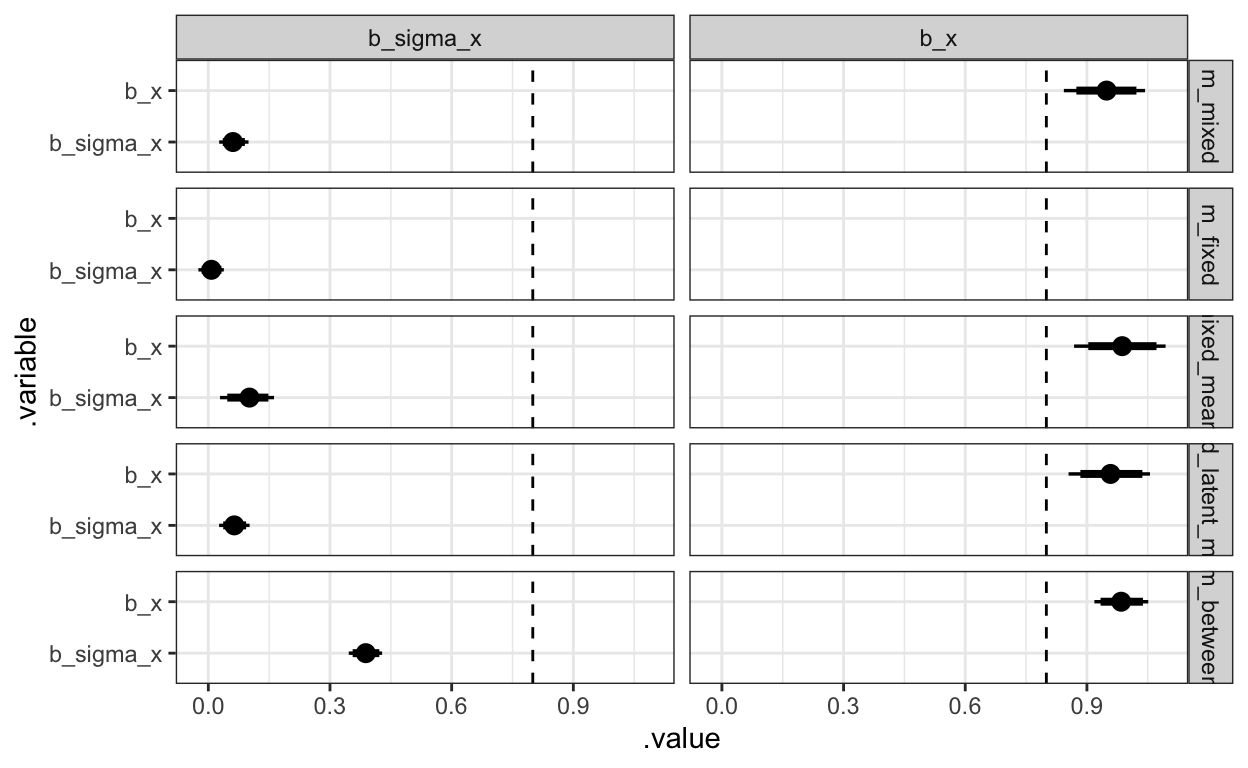 b_sigma_x
b_x
b_x
b_sigma_x
m_mixed
b_x
b_sigma_x
m_fixed
b_x
b_sigma_x
ixed_mear
b_x
b_sigma_x
d_latent_m
b_x
b_sigma_x
m_betweer
.variable
0.0 0.3 0.6 0.9
0.0 0.3 0.6 0.9
.value